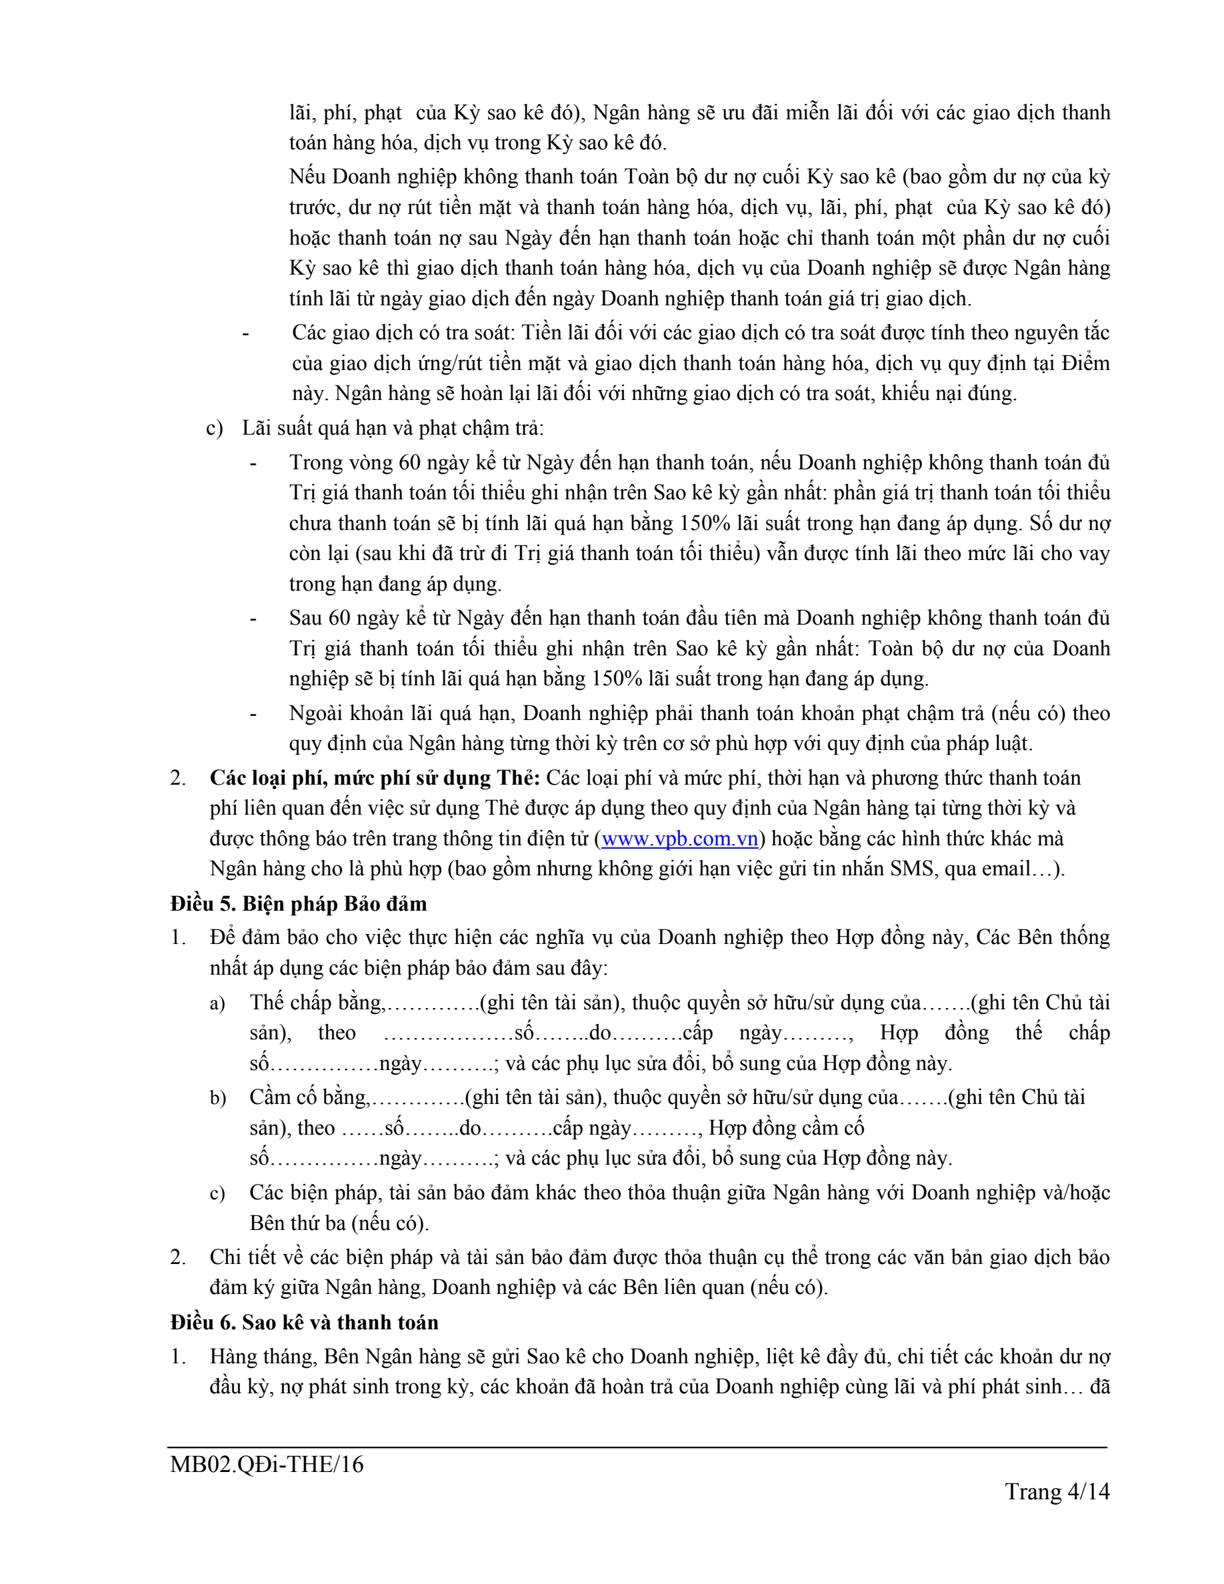 lãi, phí, phạt  của Kỳ sao kê đó), Ngân hàng sẽ ưu đãi miễn lãi đối với các giao dịch thanh
toán hàng hóa, dịch vụ trong Kỳ sao kê đó.
Nếu Doanh nghiệp không thanh toán Toàn bộ dư nợ cuối Kỳ sao kê (bao gồm dư nợ của kỳ
trước, dư nợ rút tiền mặt và thanh toán hàng hóa, dịch vụ, lãi, phí, phạt  của Kỳ sao kê đó)
hoặc thanh toán nợ sau Ngày đến hạn thanh toán hoặc chỉ thanh toán một phần dư nợ cuối
Kỳ sao kê thì giao dịch thanh toán hàng hóa, dịch vụ của Doanh nghiệp sẽ được Ngân hàng
tính lãi từ ngày giao dịch đến ngày Doanh nghiệp thanh toán giá trị giao dịch.
- Các giao dịch có tra soát: Tiền lãi đối với các giao dịch có tra soát được tính theo nguyên tắc
của giao dịch ứng/rút tiền mặt và giao dịch thanh toán hàng hóa, dịch vụ quy định tại Điểm
này. Ngân hàng sẽ hoàn lại lãi đối với những giao dịch có tra soát, khiếu nại đúng.
c) Lãi suất quá hạn và phạt chậm trả:
- Trong vòng 60 ngày kể từ Ngày đến hạn thanh toán, nếu Doanh nghiệp không thanh toán đủ
Trị giá thanh toán tối thiểu ghi nhận trên Sao kê kỳ gần nhất: phần giá trị thanh toán tối thiểu
chưa thanh toán sẽ bị tính lãi quá hạn bằng 150% lãi suất trong hạn đang áp dụng. Số dư nợ
còn lại (sau khi đã trừ đi Trị giá thanh toán tối thiểu) vẫn được tính lãi theo mức lãi cho vay
trong hạn đang áp dụng.
- Sau 60 ngày kể từ Ngày đến hạn thanh toán đầu tiên mà Doanh nghiệp không thanh toán đủ
Trị giá thanh toán tối thiểu ghi nhận trên Sao kê kỳ gần nhất: Toàn bộ dư nợ của Doanh
nghiệp sẽ bị tính lãi quá hạn bằng 150% lãi suất trong hạn đang áp dụng.
- Ngoài khoản lãi quá hạn, Doanh nghiệp phải thanh toán khoản phạt chậm trả (nếu có) theo
quy định của Ngân hàng từng thời kỳ trên cơ sở phù hợp với quy định của pháp luật.
2. Các loại phí, mức phí sử dụng Thẻ: Các loại phí và mức phí, thời hạn và phương thức thanh toán
phí liên quan đến việc sử dụng Thẻ được áp dụng theo quy định của Ngân hàng tại từng thời kỳ và
được thông báo trên trang thông tin điện tử (www.vpb.com.vn) hoặc bằng các hình thức khác mà
Ngân hàng cho là phù hợp (bao gồm nhưng không giới hạn việc gửi tin nhắn SMS, qua email…).
Điều 5. Biện pháp Bảo đảm
1. Để đảm bảo cho việc thực hiện các nghĩa vụ của Doanh nghiệp theo Hợp đồng này, Các Bên thống
nhất áp dụng các biện pháp bảo đảm sau đây:
a) Thế chấp bằng,………….(ghi tên tài sản), thuộc quyền sở hữu/sử dụng của…….(ghi tên Chủ tài
sản), theo ………………số……..do……….cấp ngày………, Hợp đồng thế chấp
số……………ngày……….; và các phụ lục sửa đổi, bổ sung của Hợp đồng này.
b) Cầm cố bằng,………….(ghi tên tài sản), thuộc quyền sở hữu/sử dụng của…….(ghi tên Chủ tài
sản), theo ……số……..do……….cấp ngày………, Hợp đồng cầm cố
số……………ngày……….; và các phụ lục sửa đổi, bổ sung của Hợp đồng này.
c) Các biện pháp, tài sản bảo đảm khác theo thỏa thuận giữa Ngân hàng với Doanh nghiệp và/hoặc
Bên thứ ba (nếu có).
2. Chi tiết về các biện pháp và tài sản bảo đảm được thỏa thuận cụ thể trong các văn bản giao dịch bảo
đảm ký giữa Ngân hàng, Doanh nghiệp và các Bên liên quan (nếu có).
Điều 6. Sao kê và thanh toán
1. Hàng tháng, Bên Ngân hàng sẽ gửi Sao kê cho Doanh nghiệp, liệt kê đầy đủ, chi tiết các khoản dư nợ
đầu kỳ, nợ phát sinh trong kỳ, các khoản đã hoàn trả của Doanh nghiệp cùng lãi và phí phát sinh… đã
MB02.QĐi-THE/16
Trang 4/14